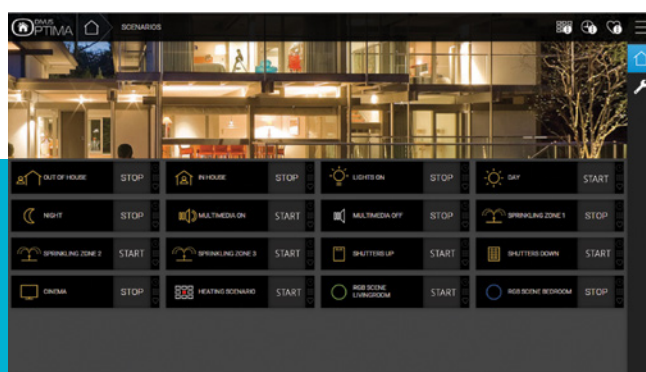 DIVUS
OPTIMA
SCENARIOS
OUT OF HOUSE STOP
IN HOUSE STOP
LIGHTS ON STOP
DAY START
NIGHT STOP
MULTIMEDIA ON START
MULTIMEDIA OFF STOP
SPRINKLING ZONE 1 STOP
SPRINKLING ZONE 2 START
SPRINKLING ZONE 3 START
SHUTTERS UP START
SHUTTERS DOWN START
CINEMA STOP
HEATING SCENARIO START
RGB SCENE
LIVINGROOM START
RGB SCENE BEDROOM STOP